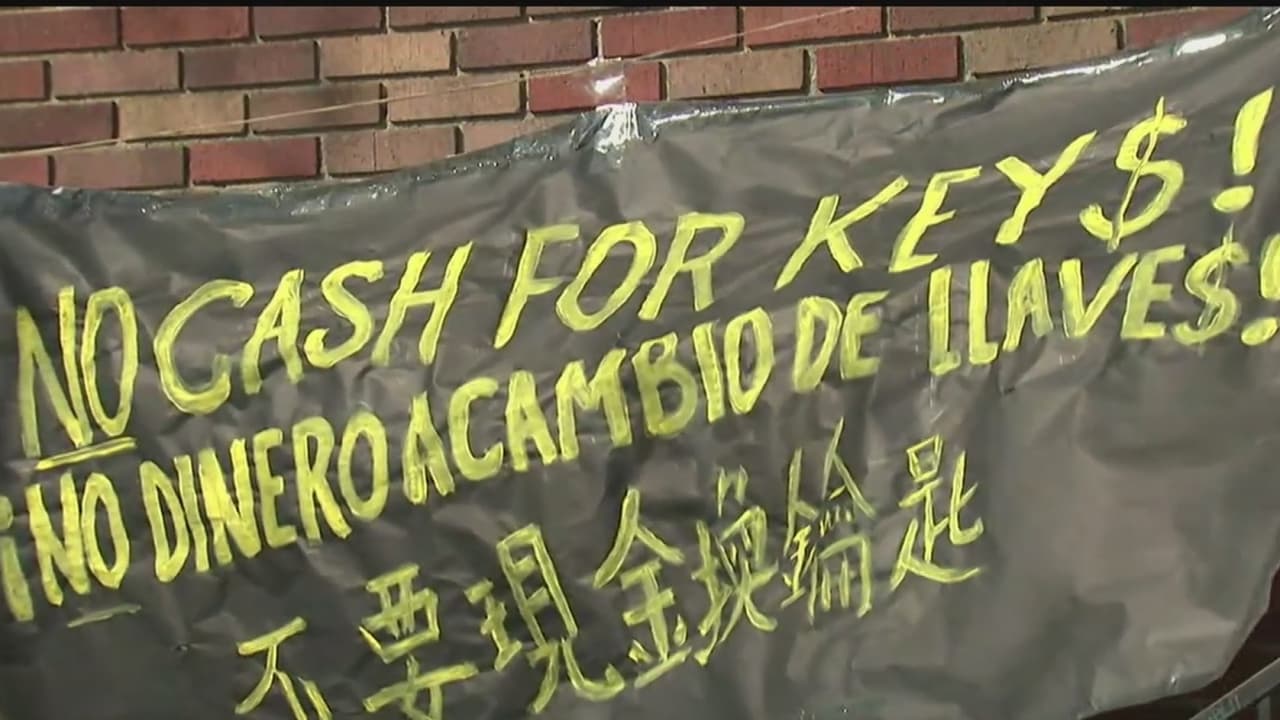 NO CASH FOR KEY$!
¡NO DINERO A CAMBIO DE LLAVE$!
不要現金換鑰匙